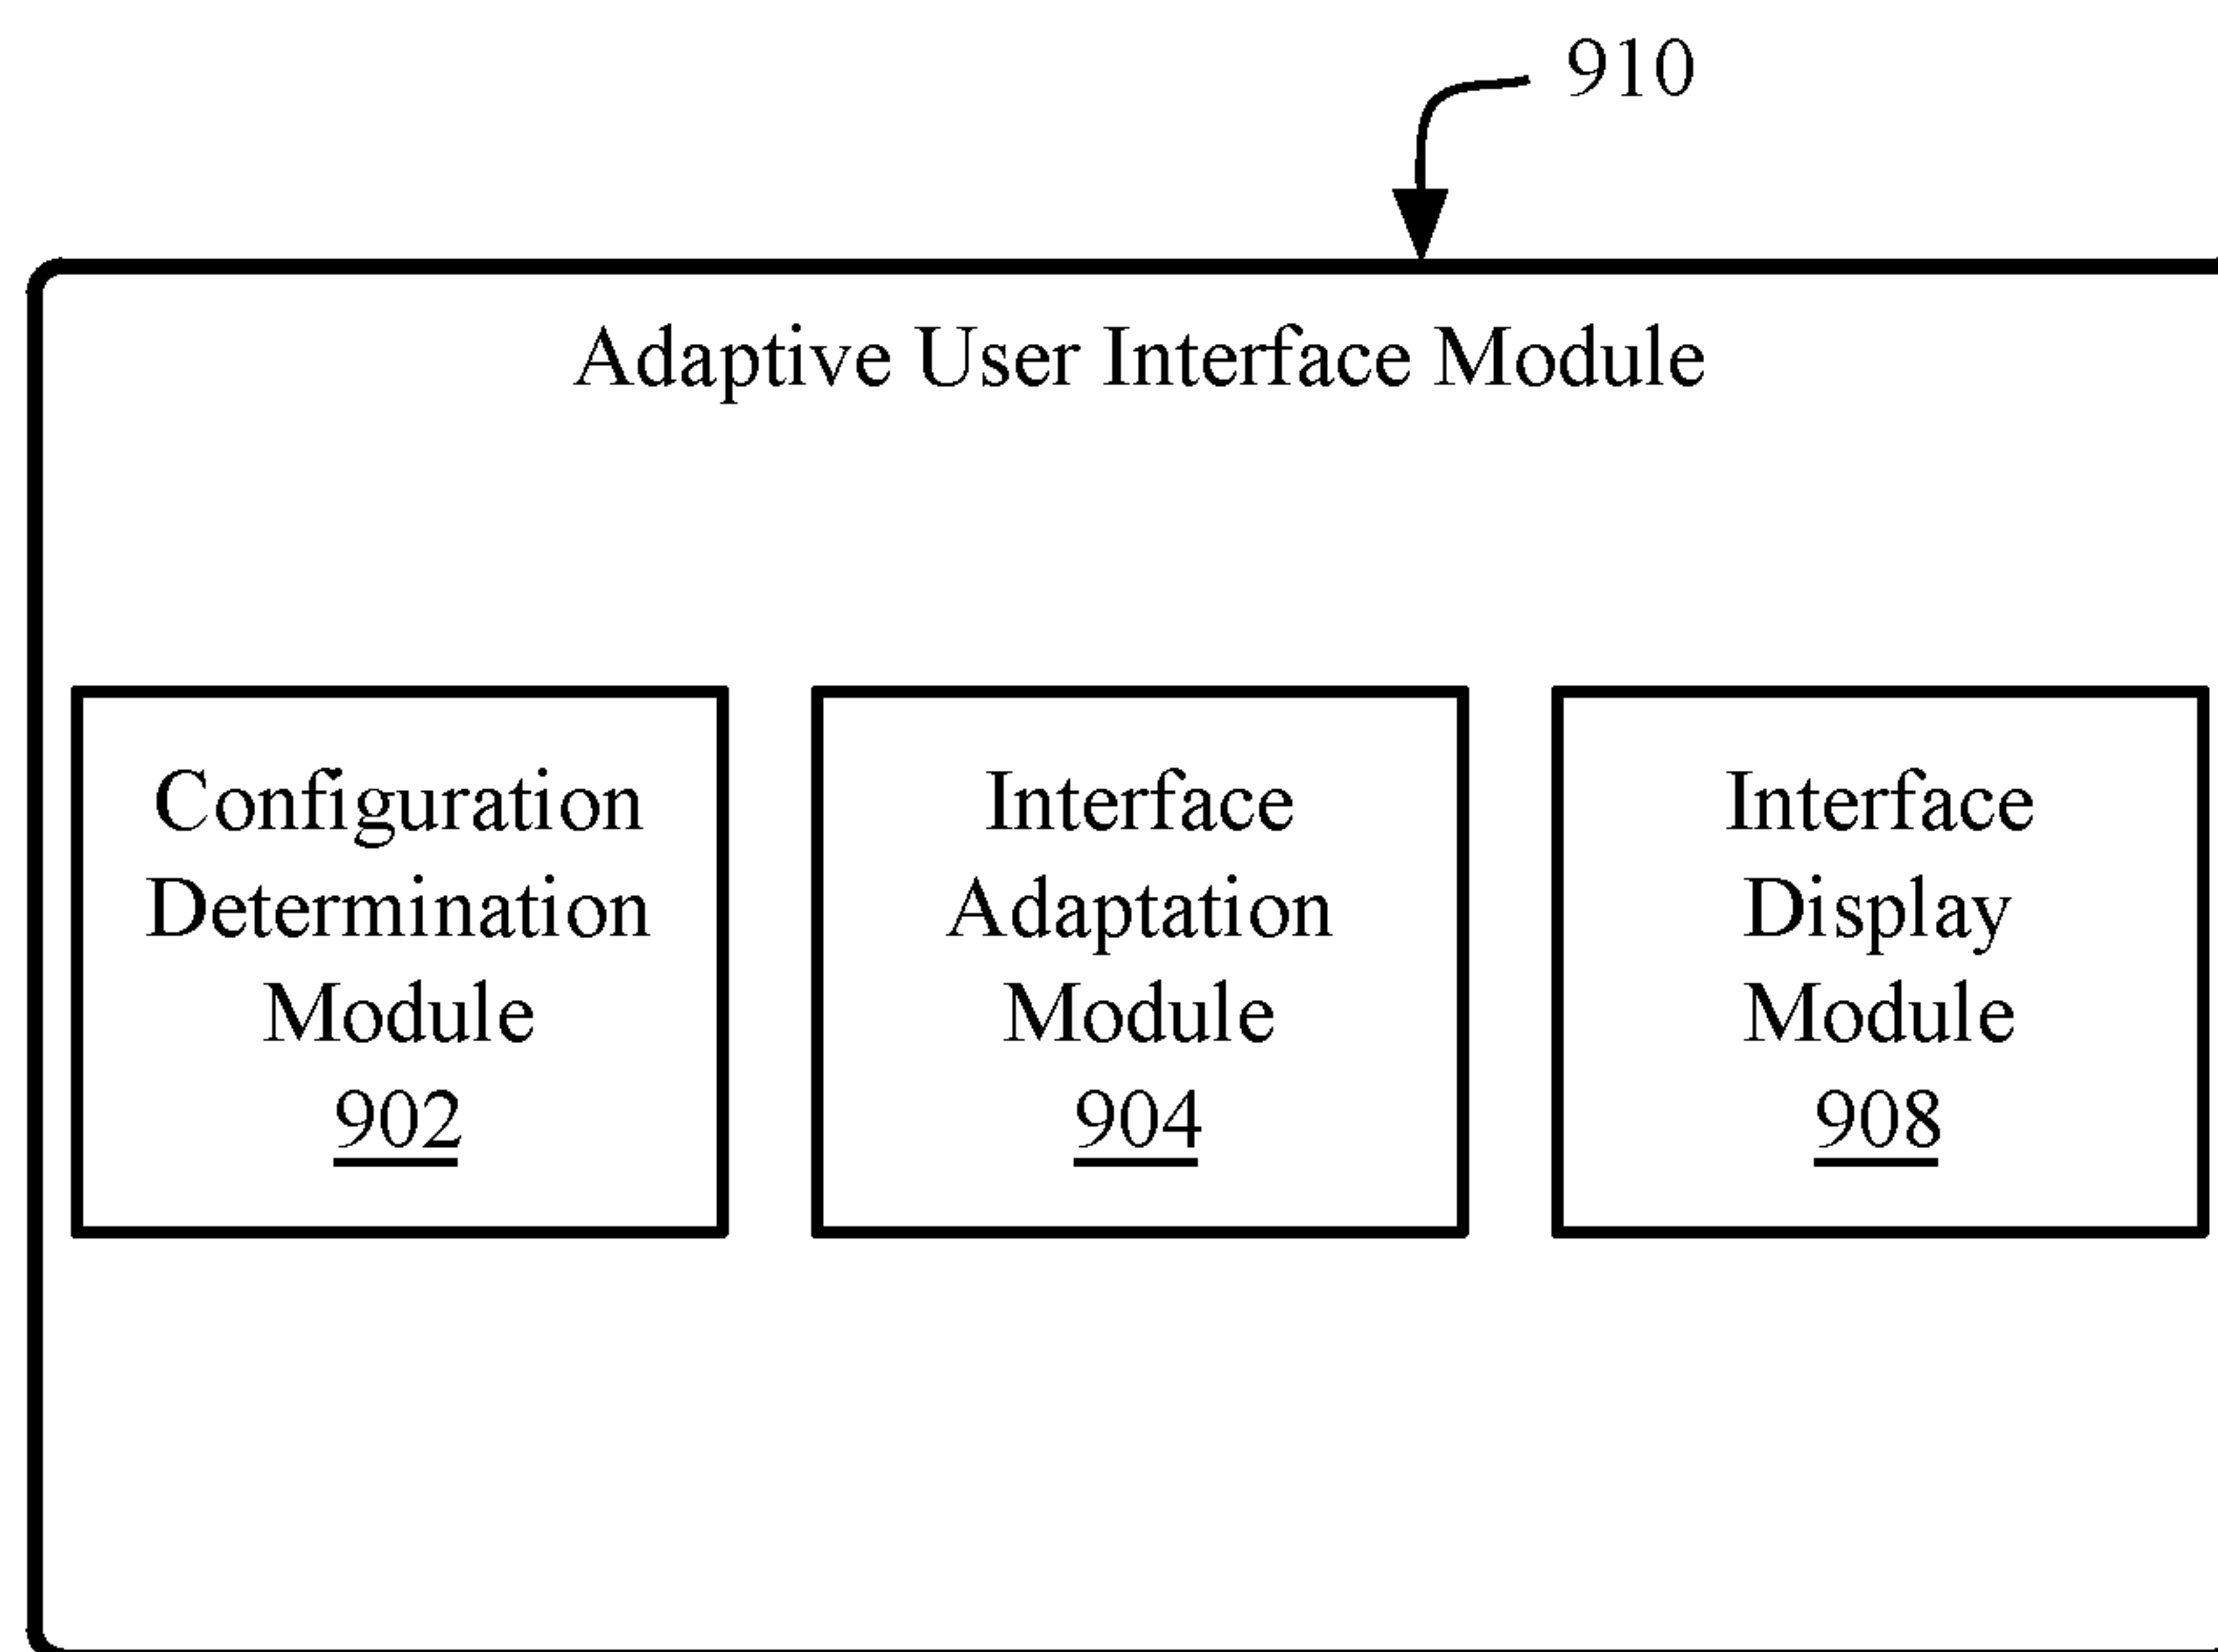 910
Adaptive User Interface Module
Configuration
Determination
Module
902
Interface
Adaptation
Module
904
Interface
Display
Module
908